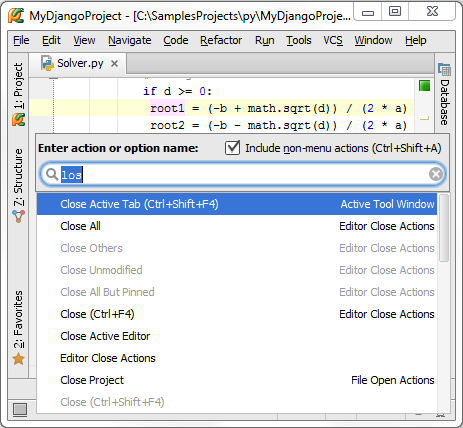 MyDjangoProject - [C:\SamplesProjects\py\MyDjangoProje...
File Edit View Navigate Code Refactor Run Tools VCS Window Help
1: Project
Z: Structure
2: Favorites
Solver.py
Database
if d >= 0:
root1 = (-b + math.sqrt(d)) / (2 * a)
root2 = (-b - math.sqrt(d)) / (2 * a)
Enter action or option name: Include non-menu actions (Ctrl+Shift+A)
los
Close Active Tab (Ctrl+Shift+F4) Active Tool Window
Close All Editor Close Actions
Close Others Editor Close Actions
Close Unmodified Editor Close Actions
Close All But Pinned Editor Close Actions
Close (Ctrl+F4) Editor Close Actions
Close Active Editor
Editor Close Actions
Close Project File Open Actions
Close (Ctrl+Shift+F4)